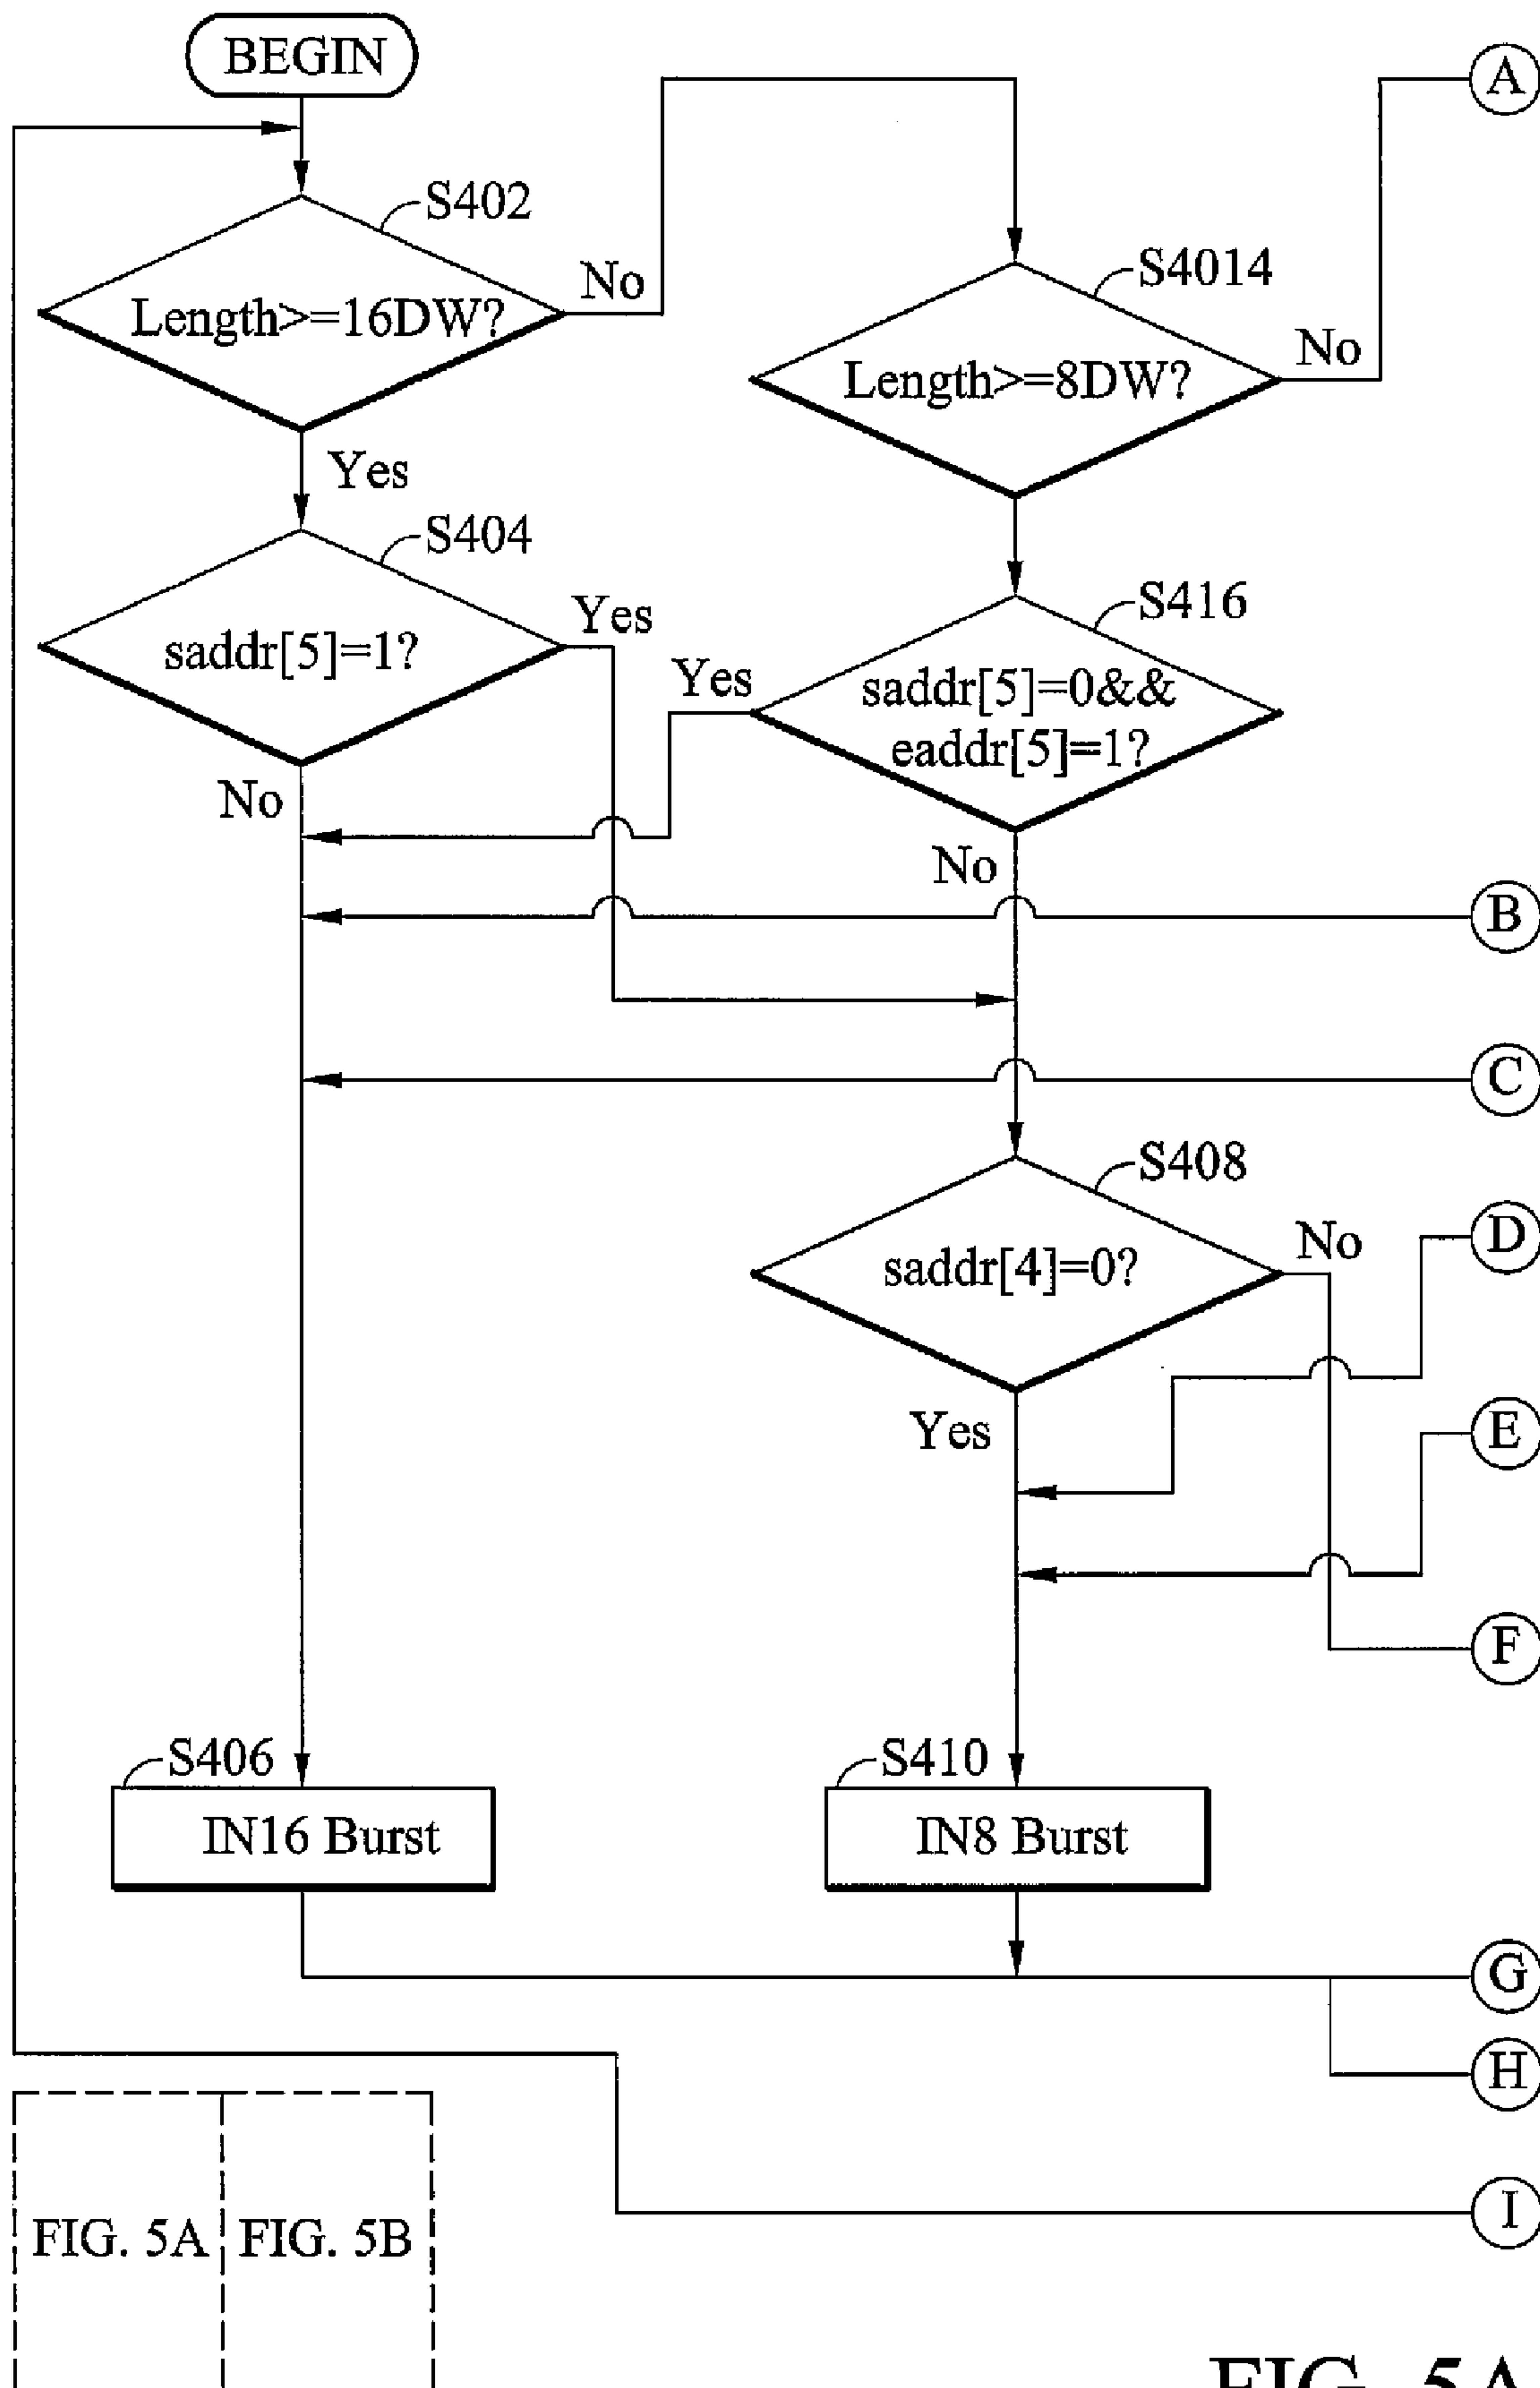 BEGIN
A
S402
Length>=16DW?
No
S4014
Length>=8DW?
No
Yes
S404
saddr[5]=1?
Yes
No
S416
saddr[5]=0&&
eaddr[5]=1?
Yes
No
B
C
S408
saddr[4]=0?
No
D
Yes
E
F
S406
IN16 Burst
S410
IN8 Burst
G
H
I
FIG. 5A
FIG. 5B
FIG. 5A